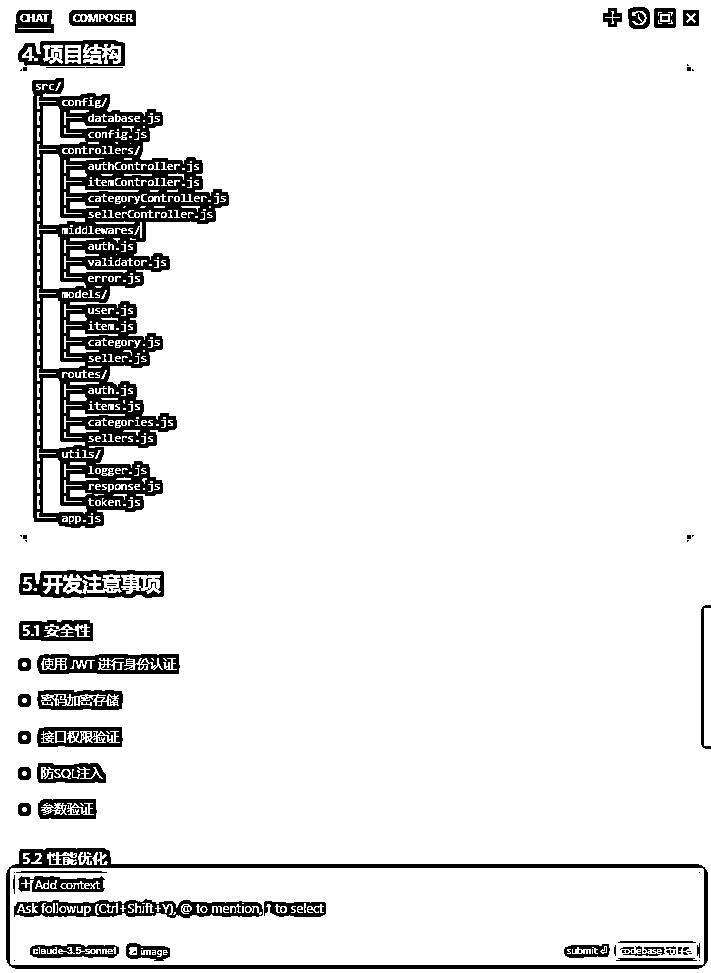 CHAT COMPOSER
4. 项目结构
src/
├── config/
│   ├── database.js
│   └── config.js
├── controllers/
│   ├── authController.js
│   ├── itemController.js
│   ├── categoryController.js
│   └── sellerController.js
├── middlewares/
│   ├── auth.js
│   ├── validator.js
│   └── error.js
├── models/
│   ├── user.js
│   ├── item.js
│   ├── category.js
│   └── seller.js
├── routes/
│   ├── auth.js
│   ├── items.js
│   ├── categories.js
│   └── sellers.js
├── utils/
│   ├── logger.js
│   ├── response.js
│   └── token.js
└── app.js
5. 开发注意事项
5.1 安全性
使用 JWT 进行身份认证
密码加密存储
接口权限验证
防SQL注入
参数验证
5.2 性能优化
+ Add context
Ask followup (Ctrl+Shift+Y), @ to mention, ↑ to select
claude-3.5-sonnet image submit codebase